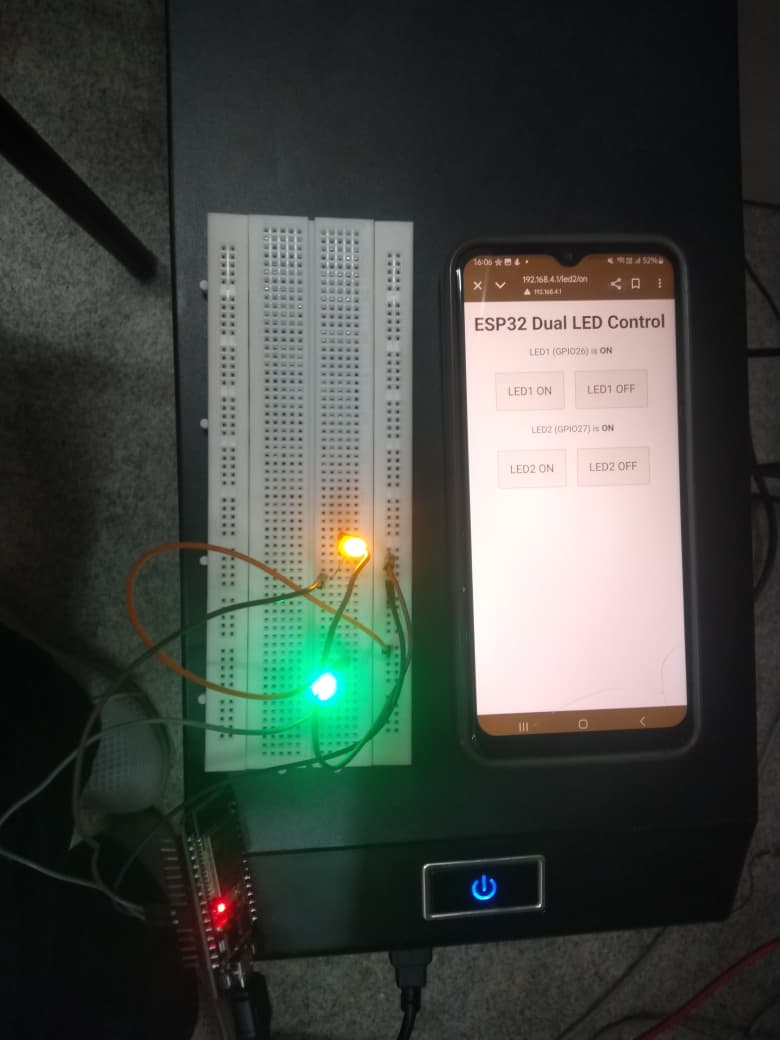 16:06
52%
192.168.4.1/led2/on
192.168.4.1
ESP32 Dual LED Control
LED1 (GPIO26) is ON
LED1 ON LED1 OFF
LED2 (GPIO27) is ON
LED2 ON LED2 OFF